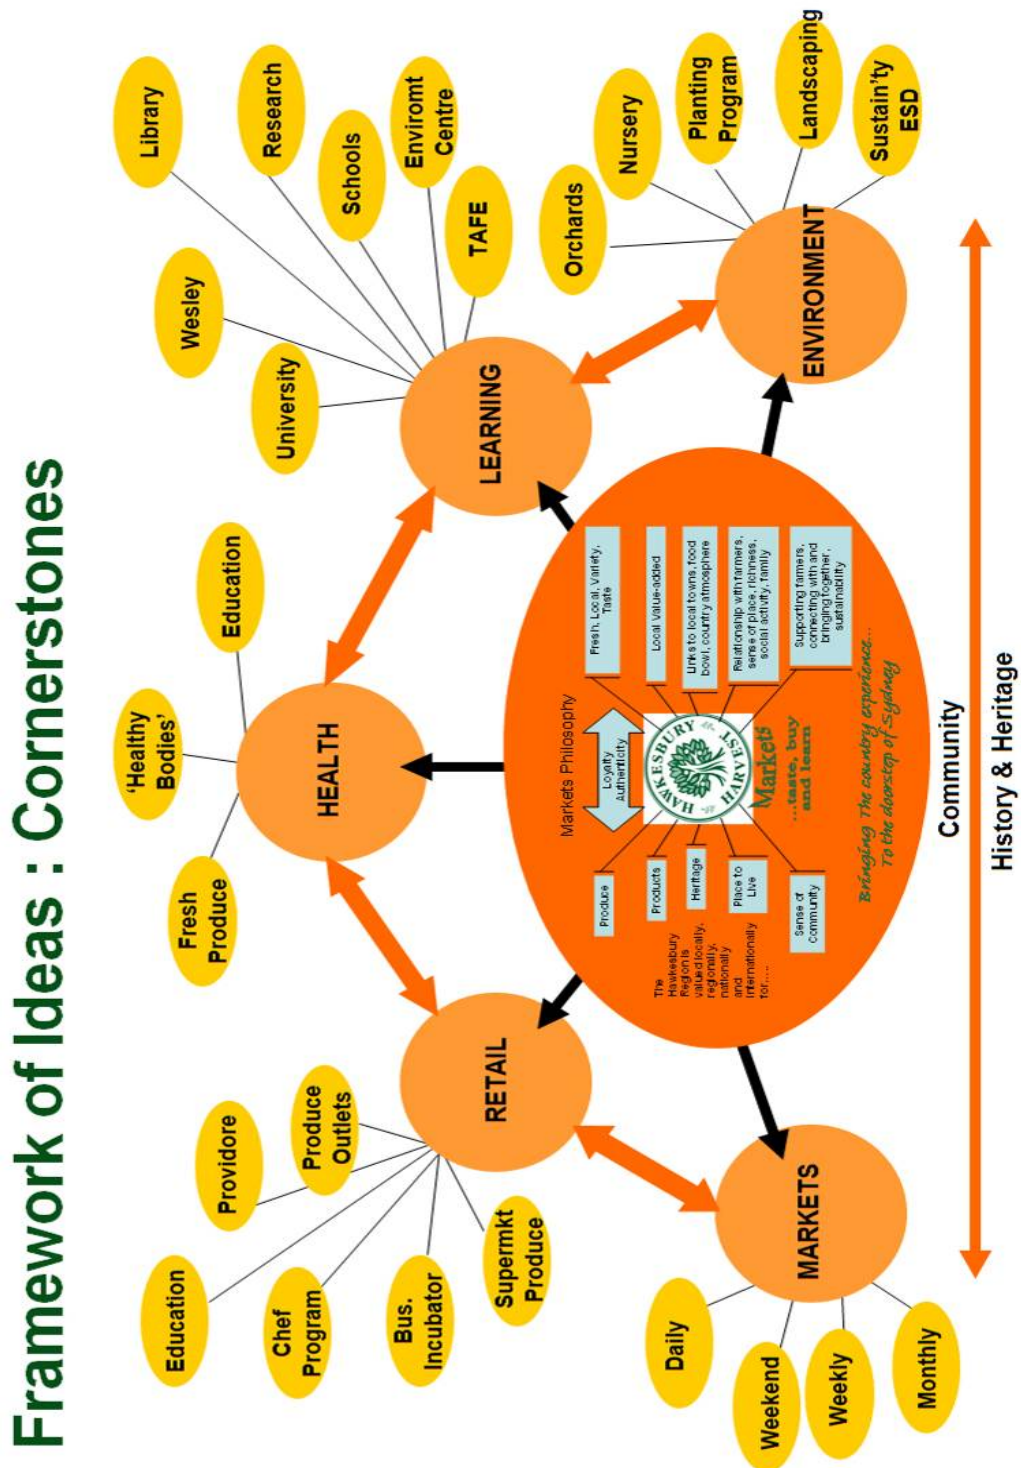 Framework of Ideas : Cornerstones
Education
Providore
Produce
Outlets
Chef
Program
Bus.
Incubator
Supermkt
Produce
RETAIL
Fresh
Produce
‘Healthy
Bodies’
Education
HEALTH
Wesley
University
Library
Research
Schools
Enviromt
Centre
TAFE
LEARNING
Orchards
Nursery
Planting
Program
Landscaping
Sustain’ty
ESD
ENVIRONMENT
Daily
Weekend
Weekly
Monthly
MARKETS
Markets Philosophy
Loyalty
Authenticity
The
Hawkesbury
Region is
valued locally,
regionally,
nationally
and
internationally
for.....
Produce
Products
Heritage
Place to
Live
Sense of
Community
HAWKESBURY
HARVEST
Markets
...taste, buy
and learn
Fresh, Local, Variety,
Taste
Local Value-added
Links to local towns, food
bowl, country atmosphere
Relationship with farmers,
sense of place, richness,
social activity, family
Supporting farmers,
connecting with and
bringing together,
sustainability
Bringing The country experience...
To the doorstep of Sydney
Community
History & Heritage